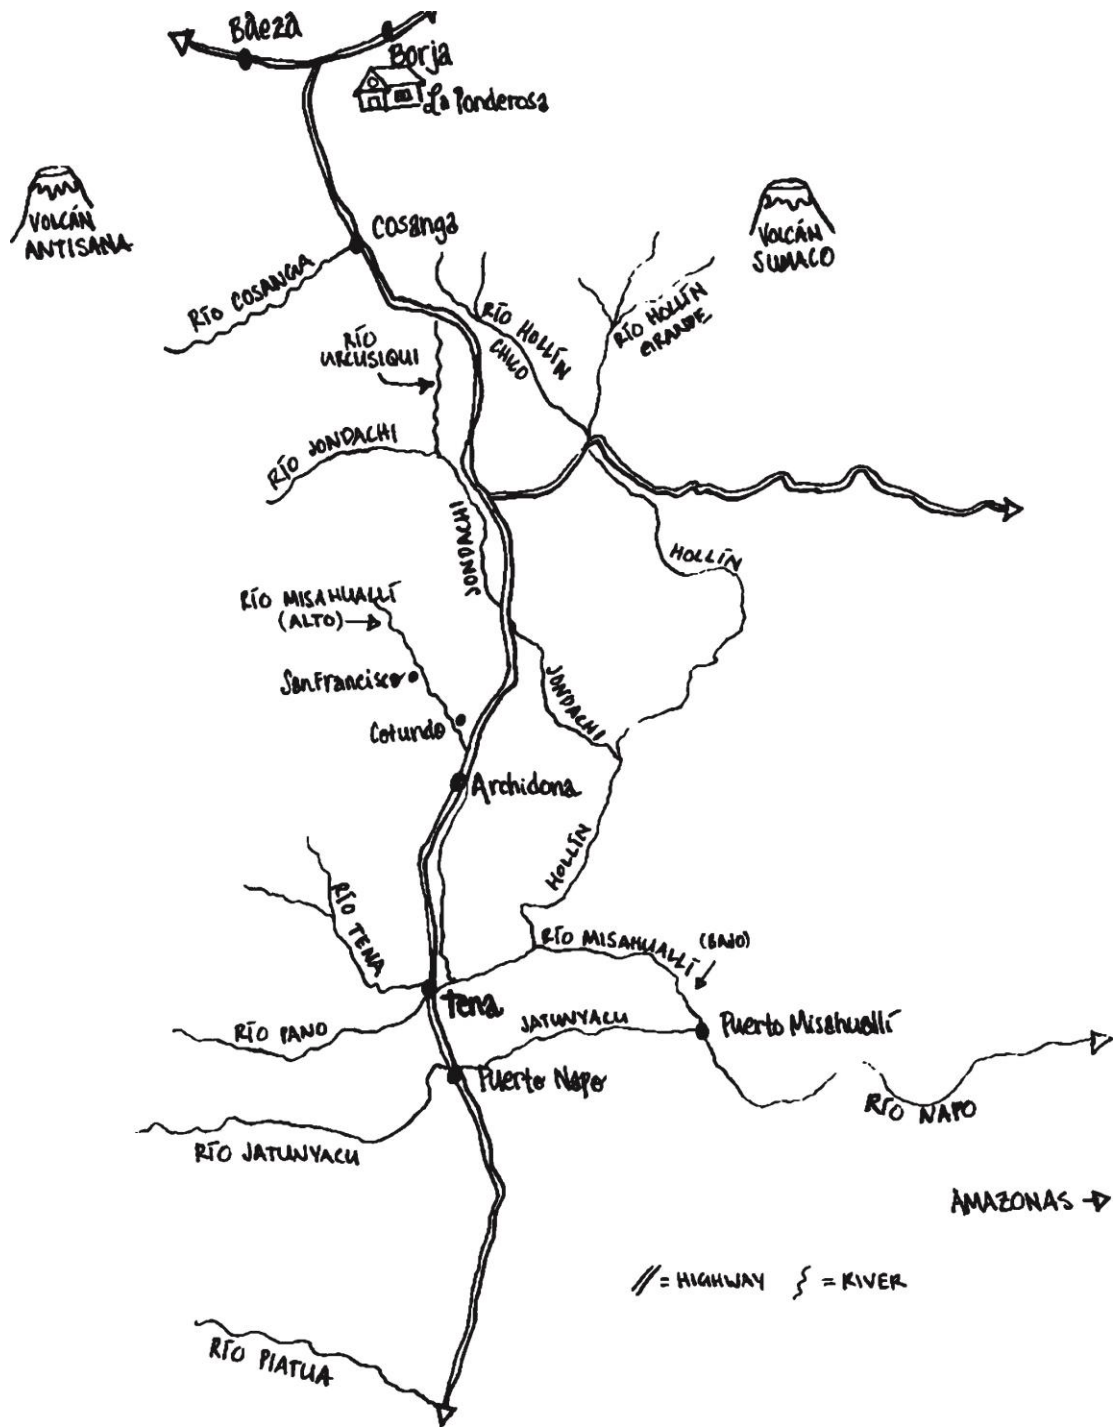 Baeza
Borja
La Ponderosa
VOLCÁN
ANTISANA
VOLCÁN
SUMACO
Cosanga
RÍO COSANGA
RÍO HOLLÍN
CHICO
RÍO HOLLÍN
GRANDE
RÍO
URCUSIQUI
RÍO JONDACHI
JONDACHI
HOLLÍN
RÍO MISAHUALLÍ
(ALTO)
San Francisco
JONDACHI
Cotundo
Archidona
HOLLÍN
RÍO TENA
RÍO MISAHUALLÍ
(BAJO)
Tena
RÍO PANO
JATUNYACU
Puerto Misahuallí
Puerto Napo
RÍO NAPO
RÍO JATUNYACU
AMAZONAS
= HIGHWAY
= RIVER
RÍO PIATUA